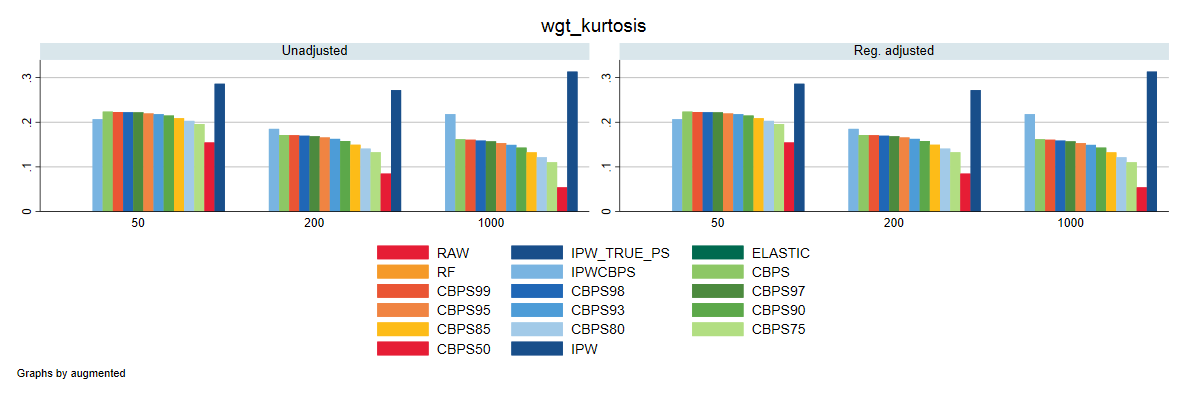 wgt_kurtosis
Unadjusted
Reg. adjusted
.3
.2
.1
0
50
200
1000
.3
.2
.1
0
50
200
1000
RAW
IPW_TRUE_PS
ELASTIC
RF
IPWCBPS
CBPS
CBPS99
CBPS98
CBPS97
CBPS95
CBPS93
CBPS90
CBPS85
CBPS80
CBPS75
CBPS50
IPW
Graphs by augmented